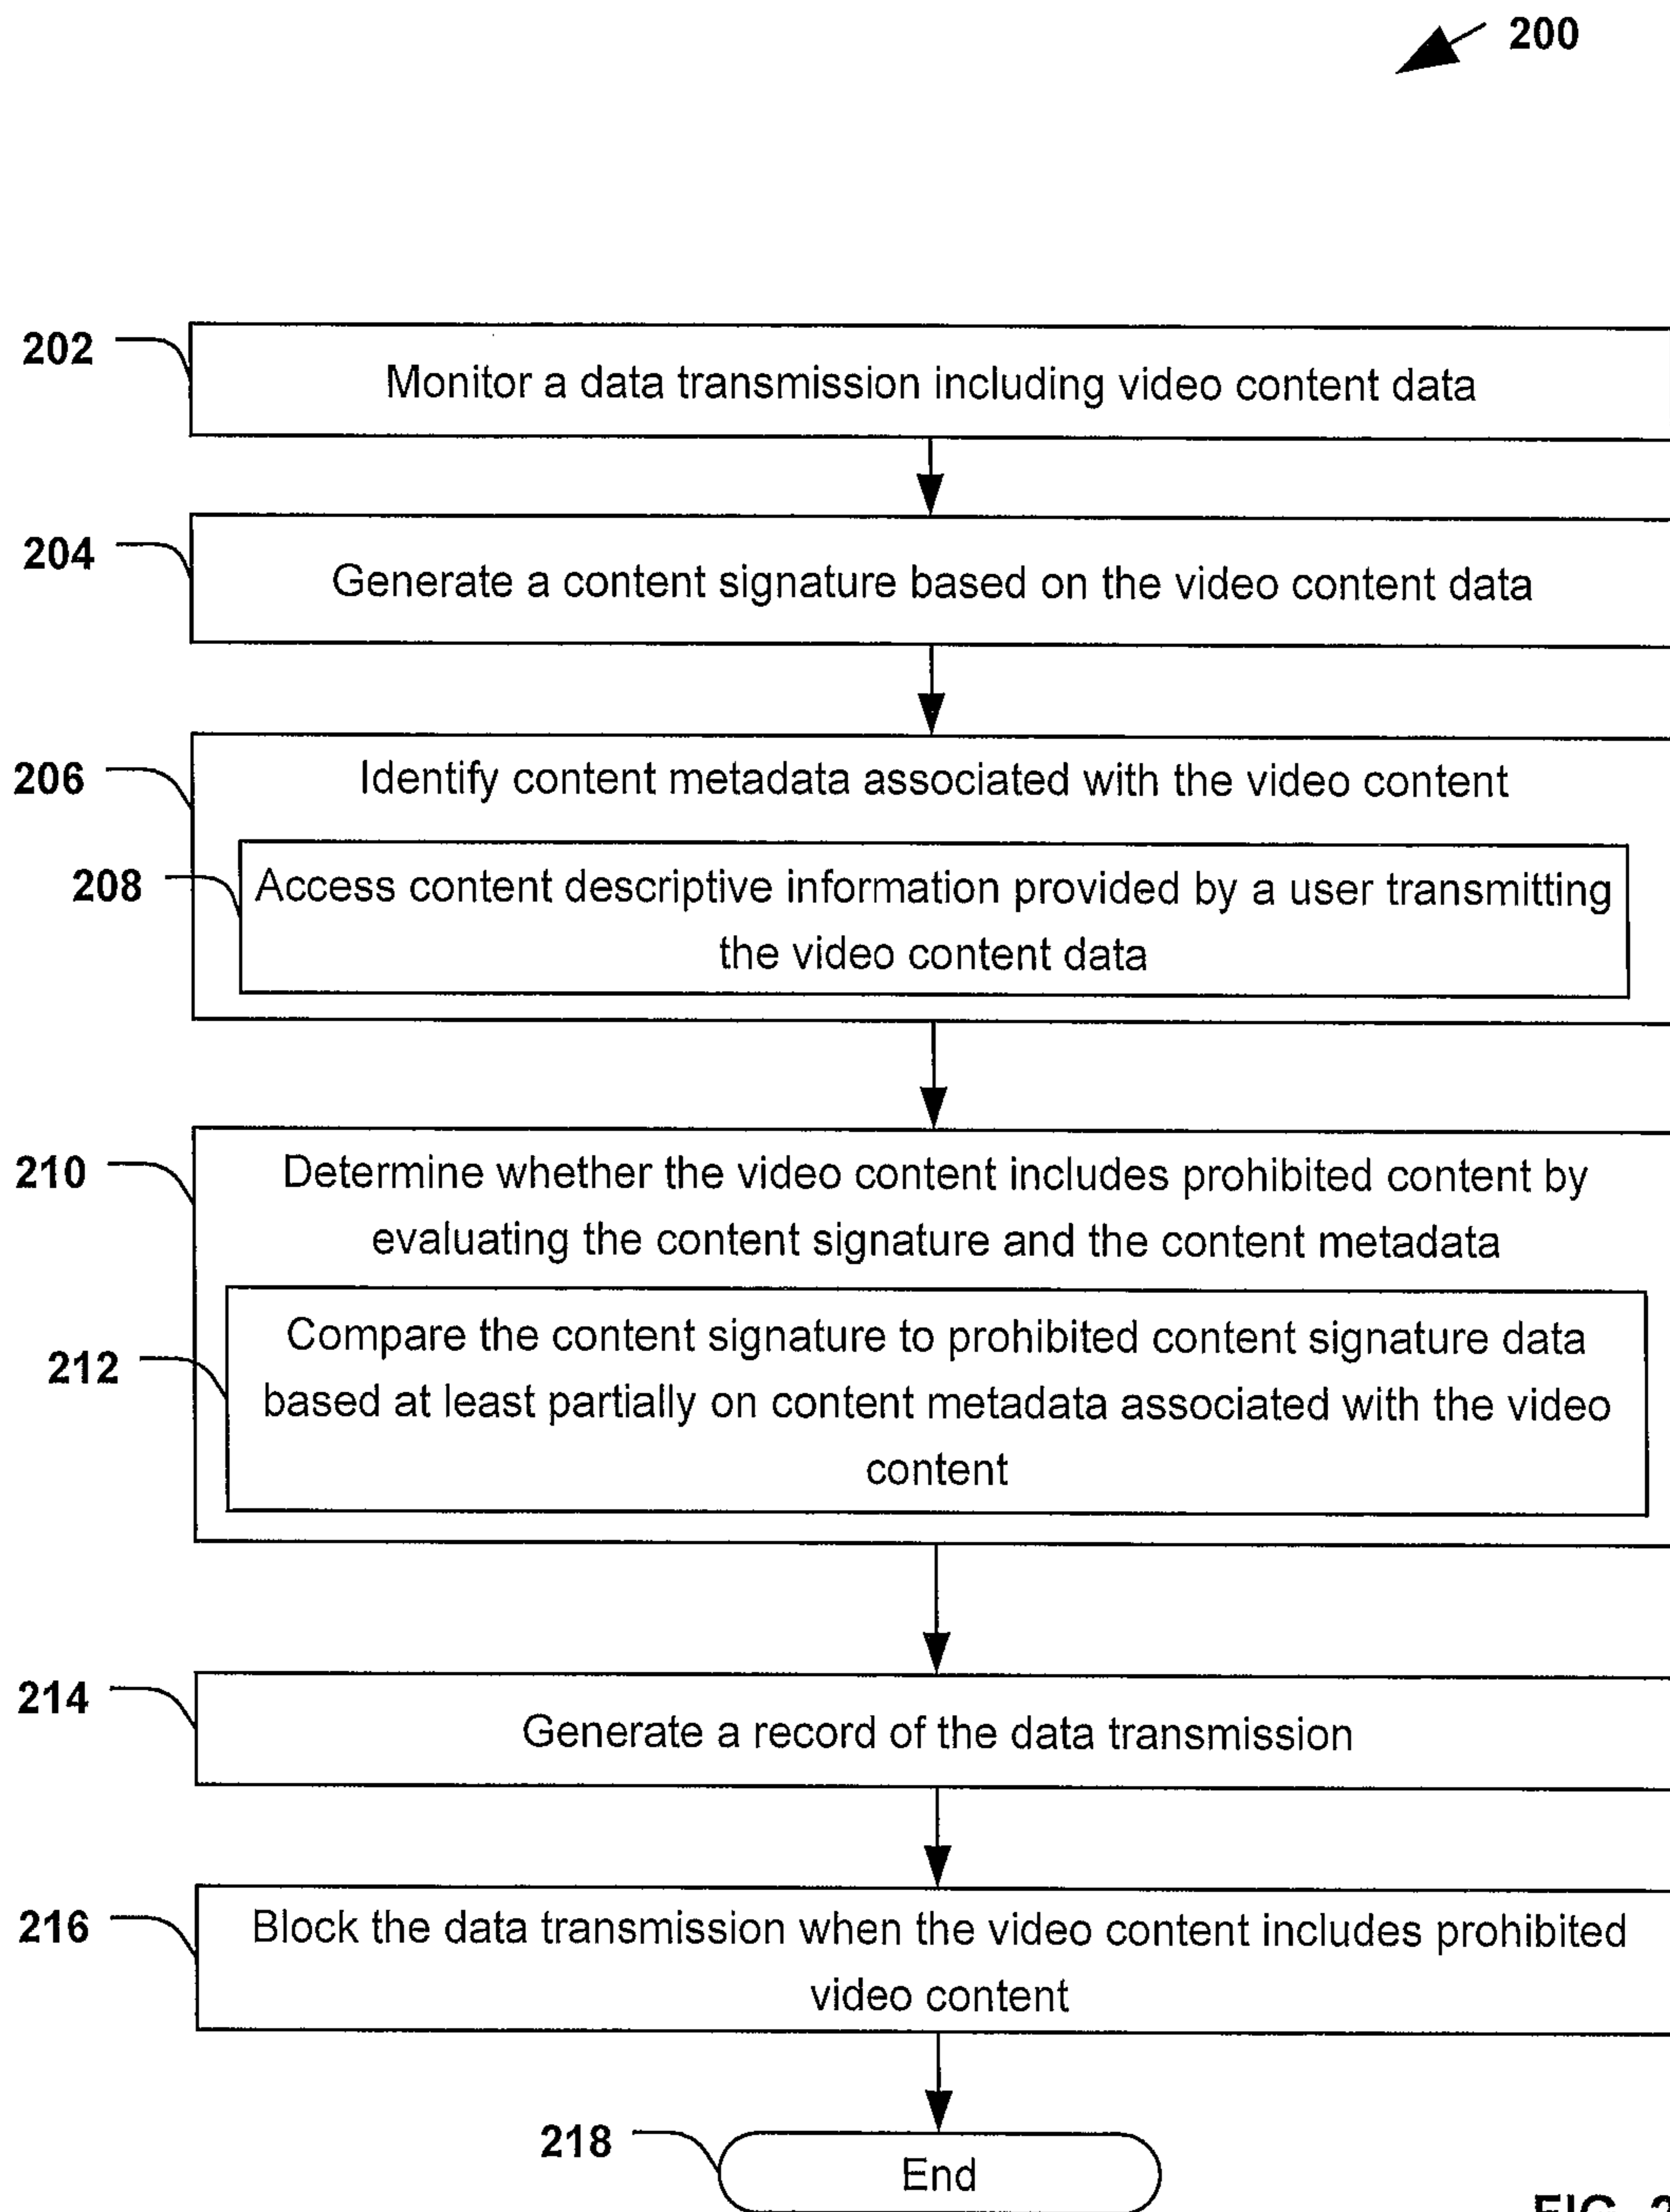 200
202
Monitor a data transmission including video content data
204
Generate a content signature based on the video content data
206
Identify content metadata associated with the video content
208
Access content descriptive information provided by a user transmitting
the video content data
210
Determine whether the video content includes prohibited content by
evaluating the content signature and the content metadata
212
Compare the content signature to prohibited content signature data
based at least partially on content metadata associated with the video
content
214
Generate a record of the data transmission
216
Block the data transmission when the video content includes prohibited
video content
218
End
FIG. 2